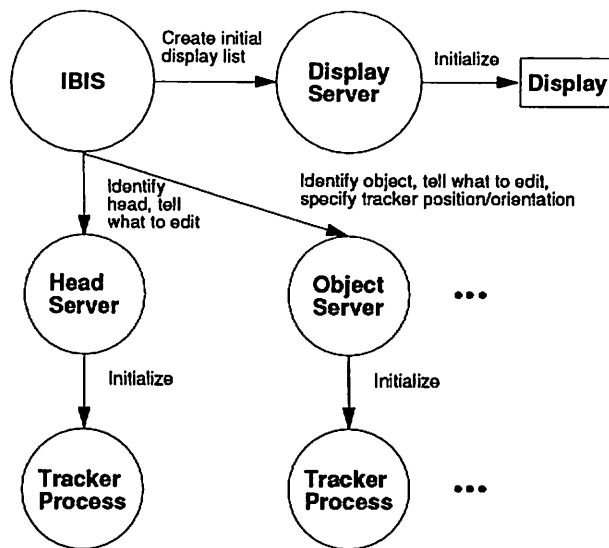 IBIS
Create initial
display list
Display
Server
Initialize
Display
Identify
head, tell
what to edit
Identify object, tell what to edit,
specify tracker position/orientation
Head
Server
Object
Server
•••
Initialize
Initialize
Tracker
Process
Tracker
Process
•••